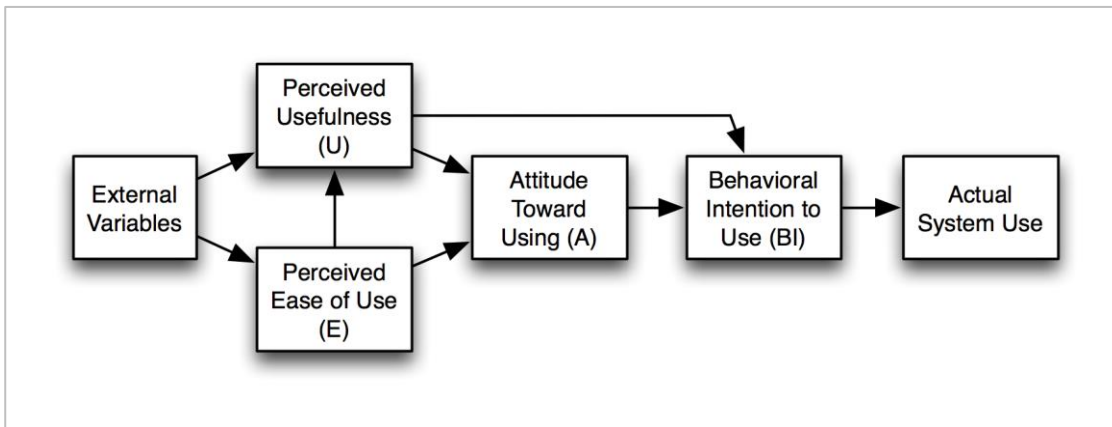 External
Variables
Perceived
Usefulness
(U)
Perceived
Ease of Use
(E)
Attitude
Toward
Using (A)
Behavioral
Intention to
Use (BI)
Actual
System Use